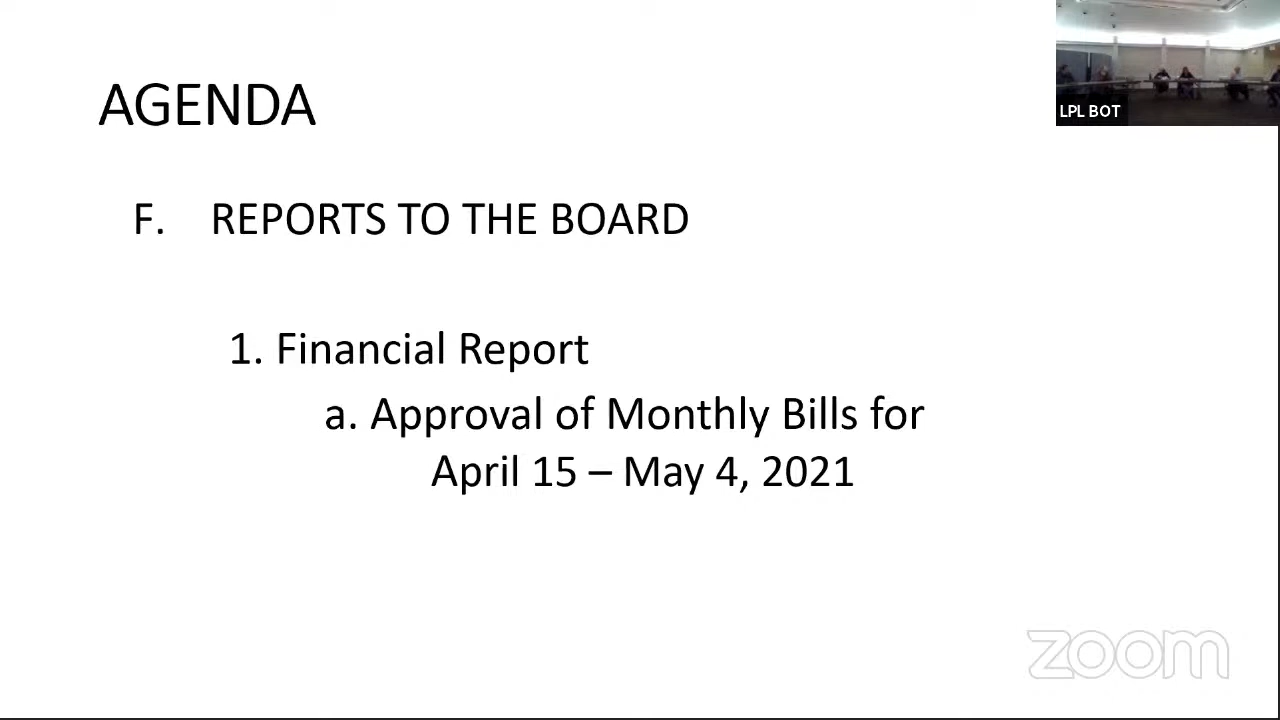 AGENDA
LPL BOT
F. REPORTS TO THE BOARD
1. Financial Report
a. Approval of Monthly Bills for
April 15 – May 4, 2021
zoom